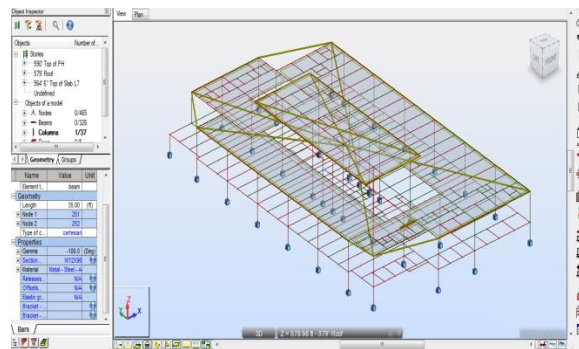 Object Inspector
Objects
Number of...
Stories
590' Top of PH
579' Roof
564' 6" Top of Slab L7
Undefined
Objects of a model
Nodes 0/465
Beams 0/326
Columns 1/37
Geometry
Groups
Name Value Unit
Element t... beam
Geometry
Length 35.00 (ft)
Node 1 251
Node 2 252
Type of c... cartesian
Properties
Gamma -180.0 (Deg)
Section
Material Metal - Steel - A
Releases... N/A
Offsets... N/A
Elastic gr... N/A
Bracket -...
Bracket -...
Bars
View Plan
TOP
FRONT
Z
Y
X
3D
Z = 578.98 ft - 579' Roof